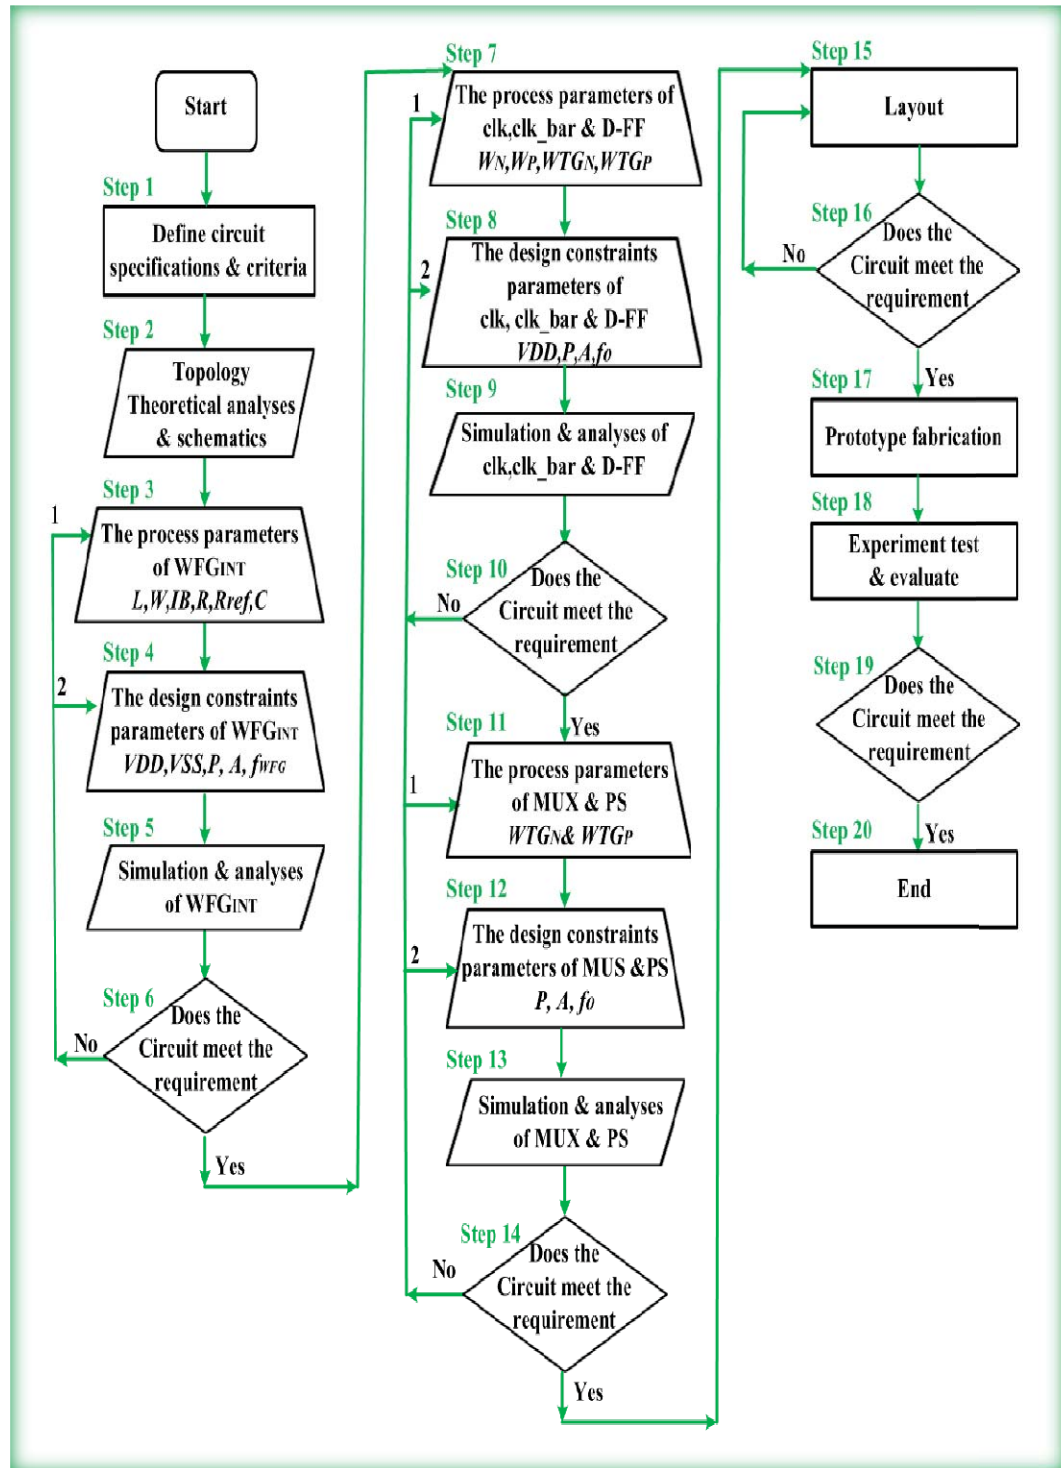 Start
Step 1
Define circuit
specifications & criteria
Step 2
Topology
Theoretical analyses
& schematics
Step 3
1
The process parameters
of WFGINT
L,W,IB,R,Rref,C
Step 4
2
The design constraints
parameters of WFGINT
VDD,VSS,P, A, fWFG
Step 5
Simulation & analyses
of WFGINT
Step 6
Does the
Circuit meet the
requirement
No
Yes
Step 7
1
The process parameters of
clk,clk_bar & D-FF
WN,WP,WTGN,WTGP
Step 8
2
The design constraints
parameters of
clk, clk_bar & D-FF
VDD,P,A,fo
Step 9
Simulation & analyses of
clk,clk_bar & D-FF
Step 10
Does the
Circuit meet the
requirement
No
Yes
Step 11
1
The process parameters
of MUX & PS
WTGN& WTGP
Step 12
2
The design constraints
parameters of MUS &PS
P, A, fo
Step 13
Simulation & analyses
of MUX & PS
Step 14
Does the
Circuit meet the
requirement
No
Yes
Step 15
Layout
Step 16
Does the
Circuit meet the
requirement
No
Yes
Step 17
Prototype fabrication
Step 18
Experiment test
& evaluate
Step 19
Does the
Circuit meet the
requirement
Yes
Step 20
End